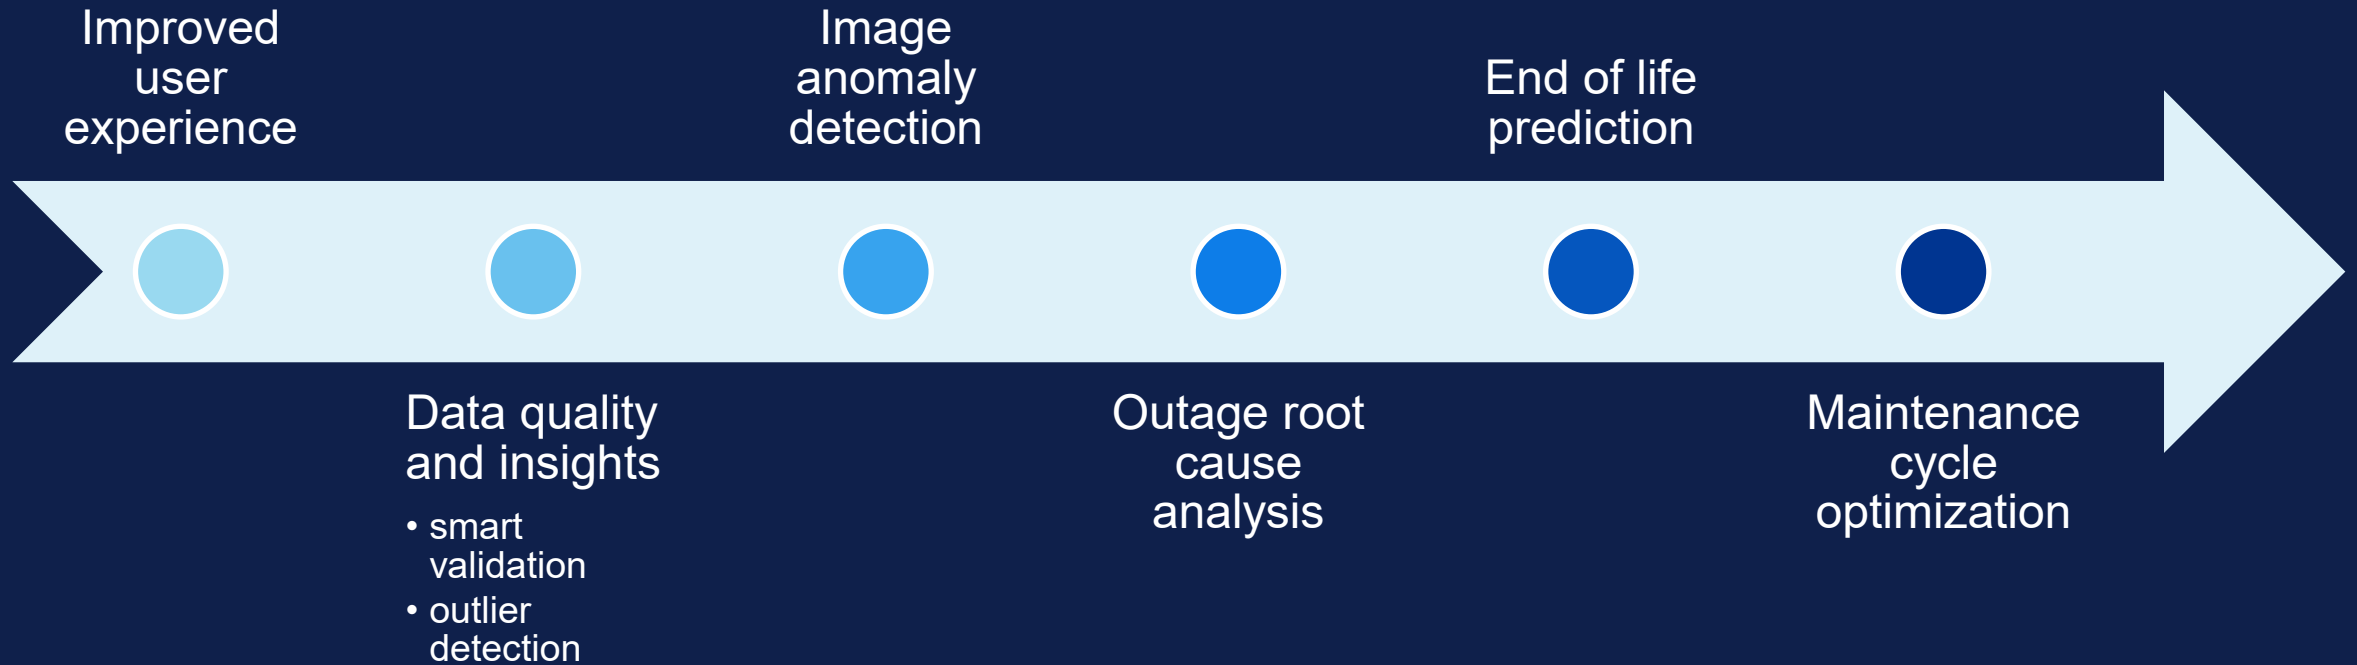 Improved
user
experience
Data quality
and insights
• smart
validation
• outlier
detection
Image
anomaly
detection
Outage root
cause
analysis
End of life
prediction
Maintenance
cycle
optimization